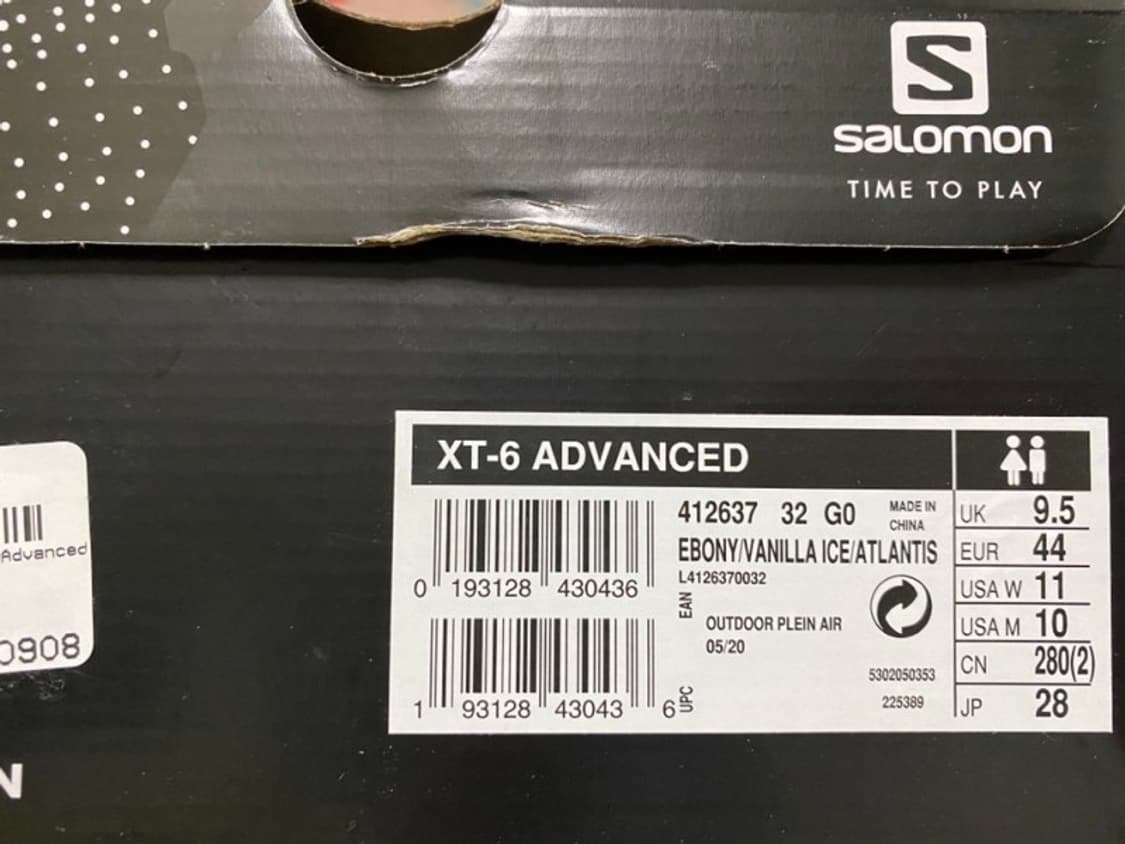 S
salomon
TIME TO PLAY
XT-6 ADVANCED
412637 32 G0
MADE IN
CHINA
EBONY/VANILLA ICE/ATLANTIS
L4126370032
0 193128 430436
EAN
OUTDOOR PLEIN AIR
05/20
5302050353
225389
1 93128 43043 6
UPC
UK 9.5
EUR 44
USA W 11
USA M 10
CN 280(2)
JP 28
Advanced
0908
N